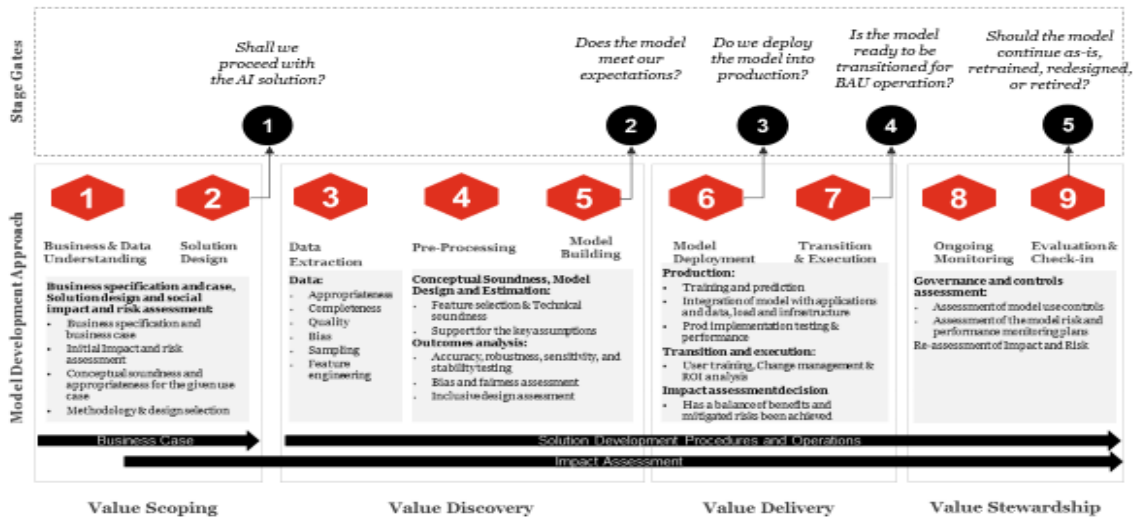 Stage Gates
Shall we
proceed with
the AI solution?
Does the model
meet our
expectations?
Do we deploy
the model into
production?
Is the model
ready to be
transitioned for
BAU operation?
Should the model
continue as-is,
retrained, redesigned,
or retired?
1
2
3
4
5
Model Development Approach
1
2
3
4
5
6
7
8
9
Business & Data
Understanding
Solution
Design
Data
Extraction
Pre-Processing
Model
Building
Model
Deployment
Transition
& Execution
Ongoing
Monitoring
Evaluation &
Check-in
Business specification and case,
Solution design and social
impact and risk assessment:
• Business specification and
business case
• Initial Impact and risk
assessment
• Conceptual soundness and
appropriateness for the given use
case
• Methodology & design selection
Data:
• Appropriateness
• Completeness
• Quality
• Bias
• Sampling
• Feature
engineering
Conceptual Soundness, Model
Design and Estimation:
• Feature selection & Technical
soundness
• Support for the key assumptions
Outcomes analysis:
• Accuracy, robustness, sensitivity, and
stability testing
• Bias and fairness assessment
• Inclusive design assessment
Production:
• Training and prediction
• Integration of model with applications
and data, load and infrastructure
• Prod Implementation testing &
performance
Transition and execution:
• User training, Change management &
ROI analysis
Impact assessment decision
• Has a balance of benefits and
mitigated risks been achieved
Governance and controls
assessment:
• Assessment of model use controls
• Assessment of the model risk and
performance monitoring plans
Re-assessment of Impact and Risk
Business Case
Solution Development Procedures and Operations
Impact Assessment
Value Scoping
Value Discovery
Value Delivery
Value Stewardship